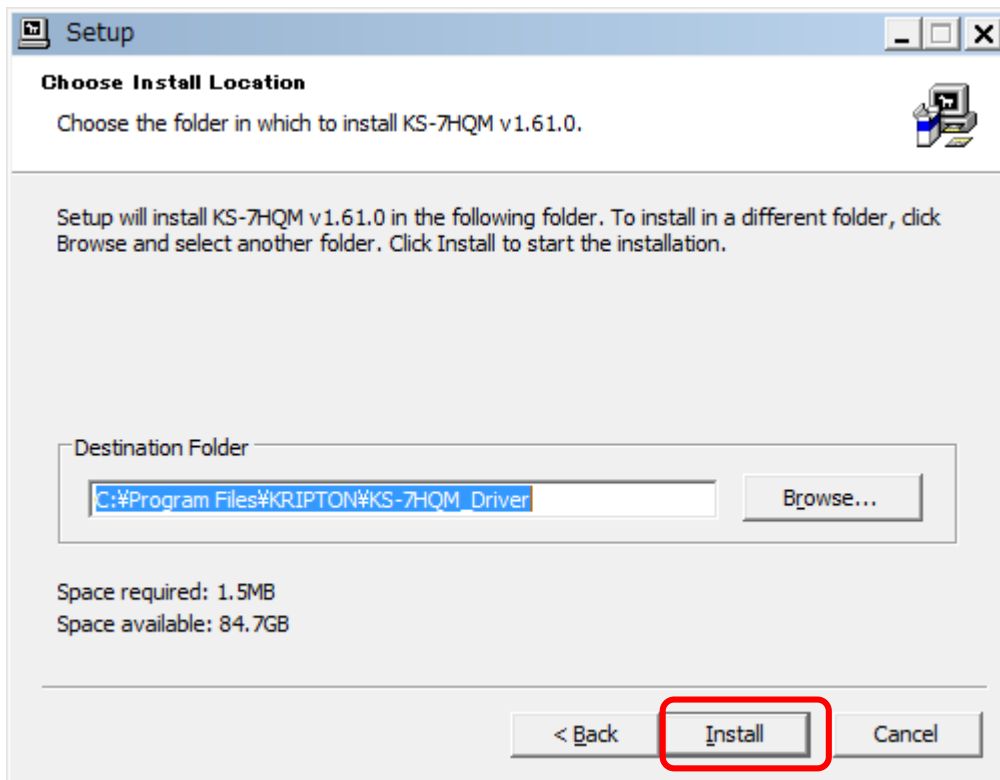 Setup
Choose Install Location
Choose the folder in which to install KS-7HQM v1.61.0.
Setup will install KS-7HQM v1.61.0 in the following folder. To install in a different folder, click
Browse and select another folder. Click Install to start the installation.
Destination Folder
C:¥Program Files¥KRIPTON¥KS-7HQM_Driver
Browse...
Space required: 1.5MB
Space available: 84.7GB
< Back
Install
Cancel